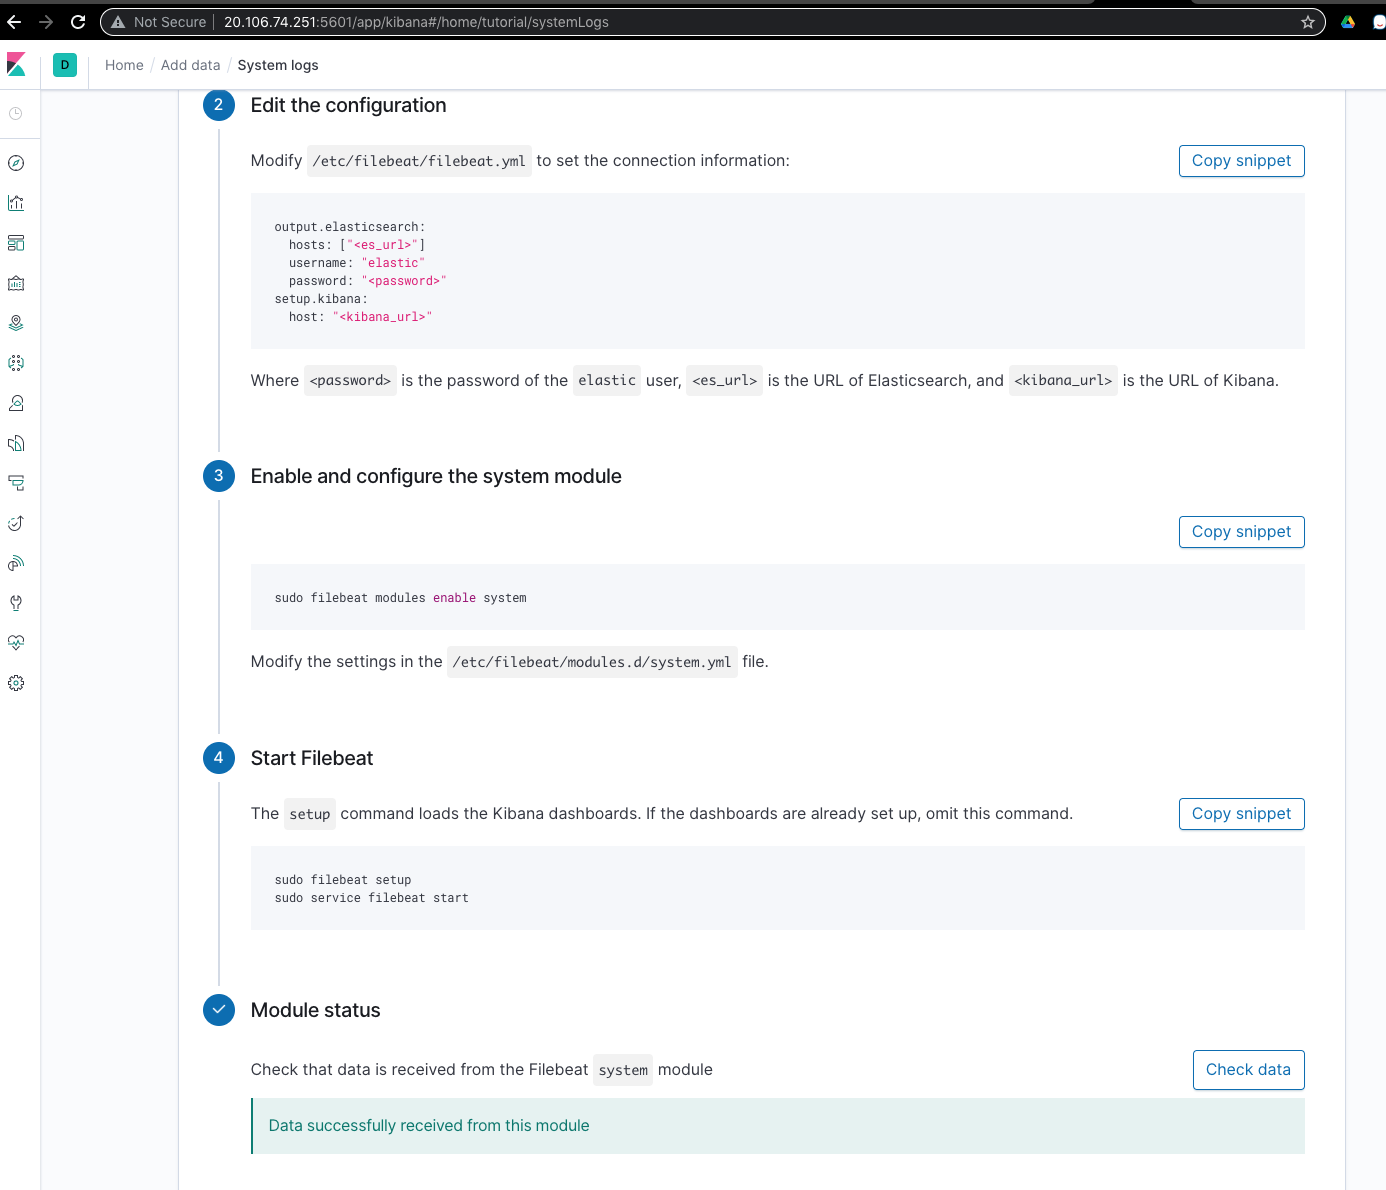 Not Secure | 20.106.74.251:5601/app/kibana#/home/tutorial/systemLogs
D Home / Add data / System logs
2 Edit the configuration
Modify /etc/filebeat/filebeat.yml to set the connection information: Copy snippet
output.elasticsearch:
  hosts: ["<es_url>"]
  username: "elastic"
  password: "<password>"
setup.kibana:
  host: "<kibana_url>"
Where <password> is the password of the elastic user, <es_url> is the URL of Elasticsearch, and <kibana_url> is the URL of Kibana.
3 Enable and configure the system module
Copy snippet
sudo filebeat modules enable system
Modify the settings in the /etc/filebeat/modules.d/system.yml file.
4 Start Filebeat
The setup command loads the Kibana dashboards. If the dashboards are already set up, omit this command. Copy snippet
sudo filebeat setup
sudo service filebeat start
Module status
Check that data is received from the Filebeat system module Check data
Data successfully received from this module